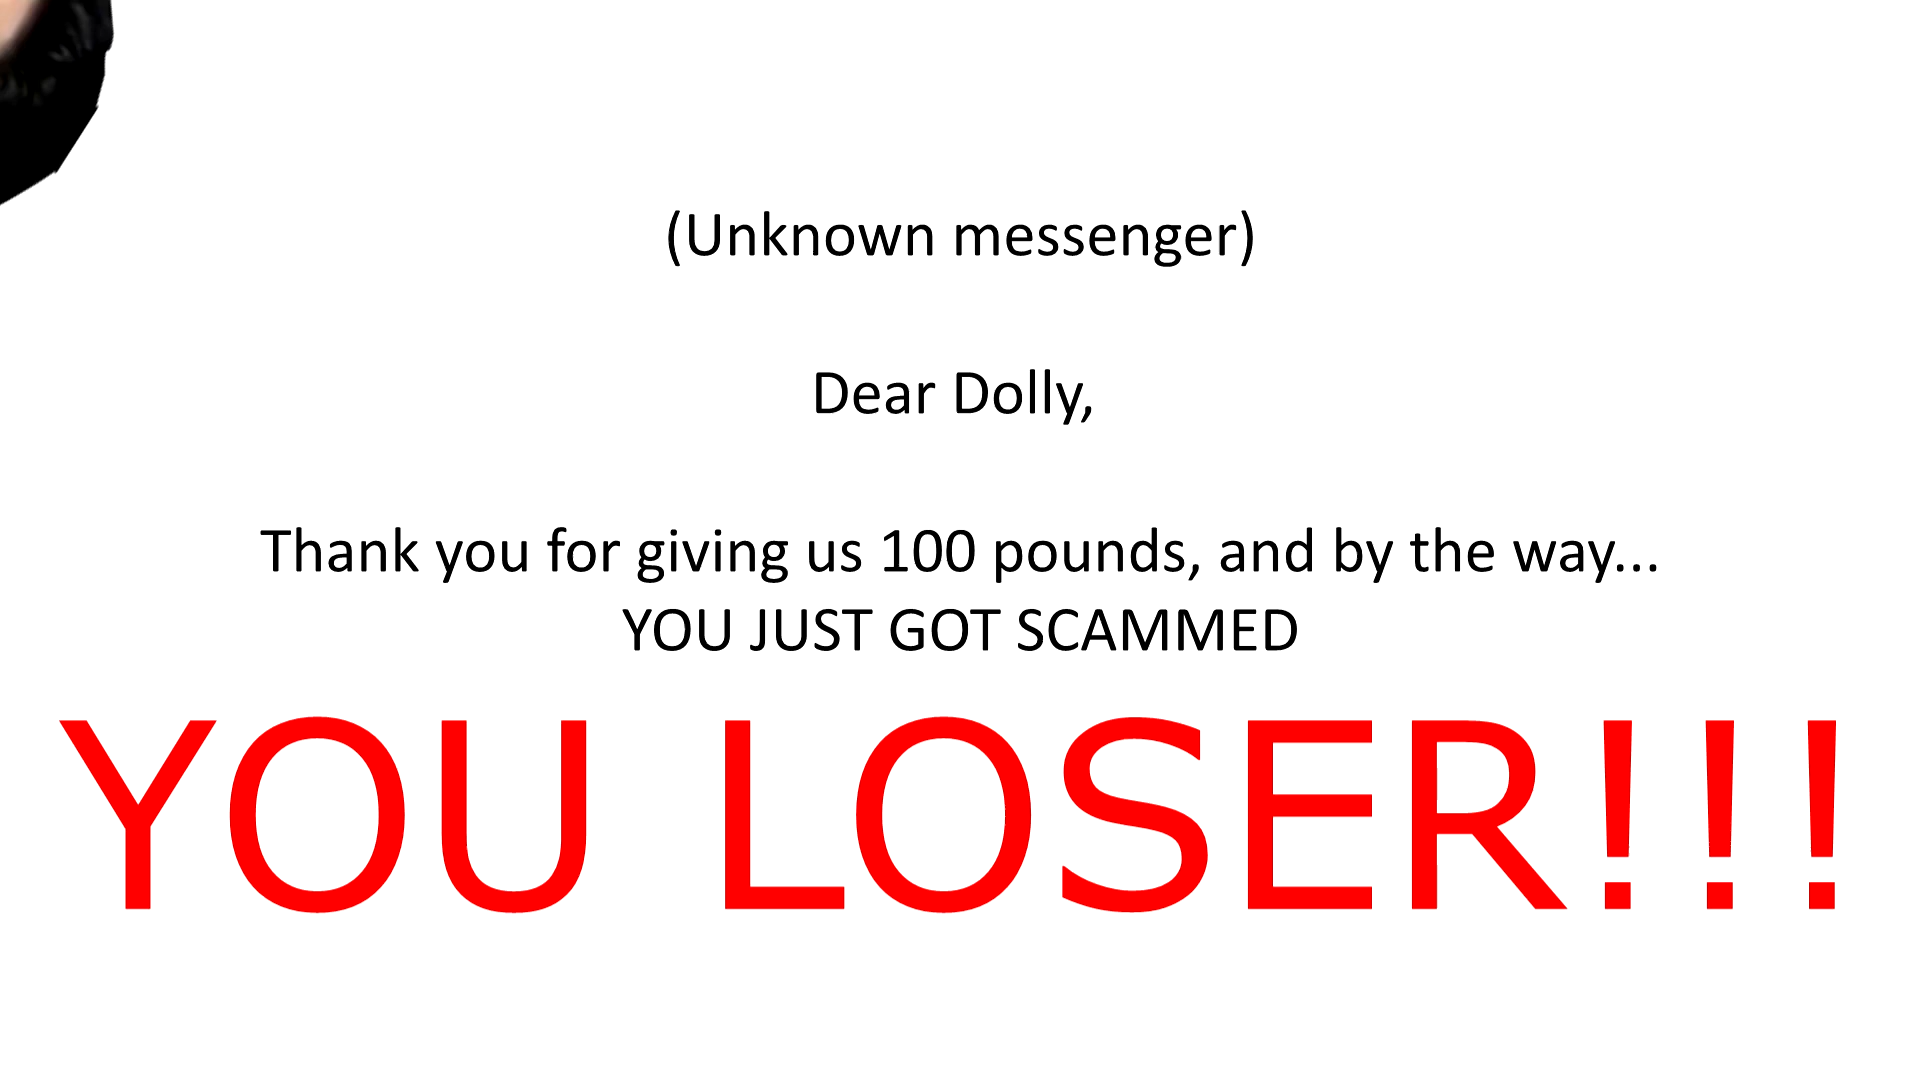 (Unknown messenger)
Dear Dolly,
Thank you for giving us 100 pounds, and by the way...
YOU JUST GOT SCAMMED
YOU LOSER!!!